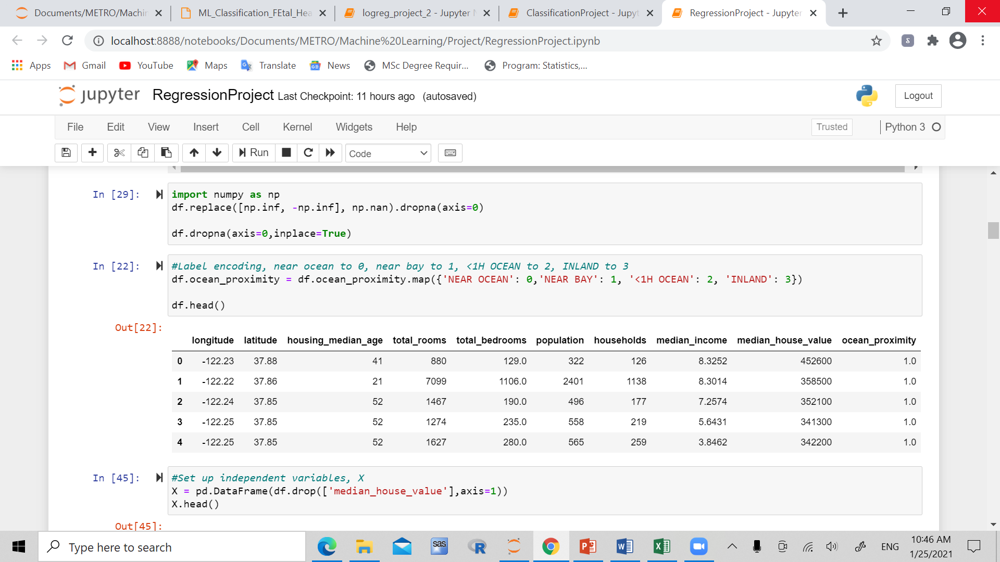 Documents/METRO/Machin
ML_Classification_FEtal_Hea
logreg_project_2 - Jupyter N
ClassificationProject - Jupyt
RegressionProject - Jupyter
localhost:8888/notebooks/Documents/METRO/Machine%20Learning/Project/RegressionProject.ipynb
Apps Gmail YouTube Maps Translate News MSc Degree Requir... Program: Statistics,...
jupyter RegressionProject Last Checkpoint: 11 hours ago (autosaved) Logout
File Edit View Insert Cell Kernel Widgets Help Trusted Python 3
Run Code
In [29]: import numpy as np
df.replace([np.inf, -np.inf], np.nan).dropna(axis=0)
df.dropna(axis=0,inplace=True)
In [22]: #Label encoding, near ocean to 0, near bay to 1, <1H OCEAN to 2, INLAND to 3
df.ocean_proximity = df.ocean_proximity.map({'NEAR OCEAN': 0,'NEAR BAY': 1, '<1H OCEAN': 2, 'INLAND': 3})
df.head()
Out[22]:
longitude latitude housing_median_age total_rooms total_bedrooms population households median_income median_house_value ocean_proximity
0 -122.23 37.88 41 880 129.0 322 126 8.3252 452600 1.0
1 -122.22 37.86 21 7099 1106.0 2401 1138 8.3014 358500 1.0
2 -122.24 37.85 52 1467 190.0 496 177 7.2574 352100 1.0
3 -122.25 37.85 52 1274 235.0 558 219 5.6431 341300 1.0
4 -122.25 37.85 52 1627 280.0 565 259 3.8462 342200 1.0
In [45]: #Set up independent variables, X
X = pd.DataFrame(df.drop(['median_house_value'],axis=1))
X.head()
Out[45]:
Type here to search
sas
R
ENG
10:46 AM
1/25/2021